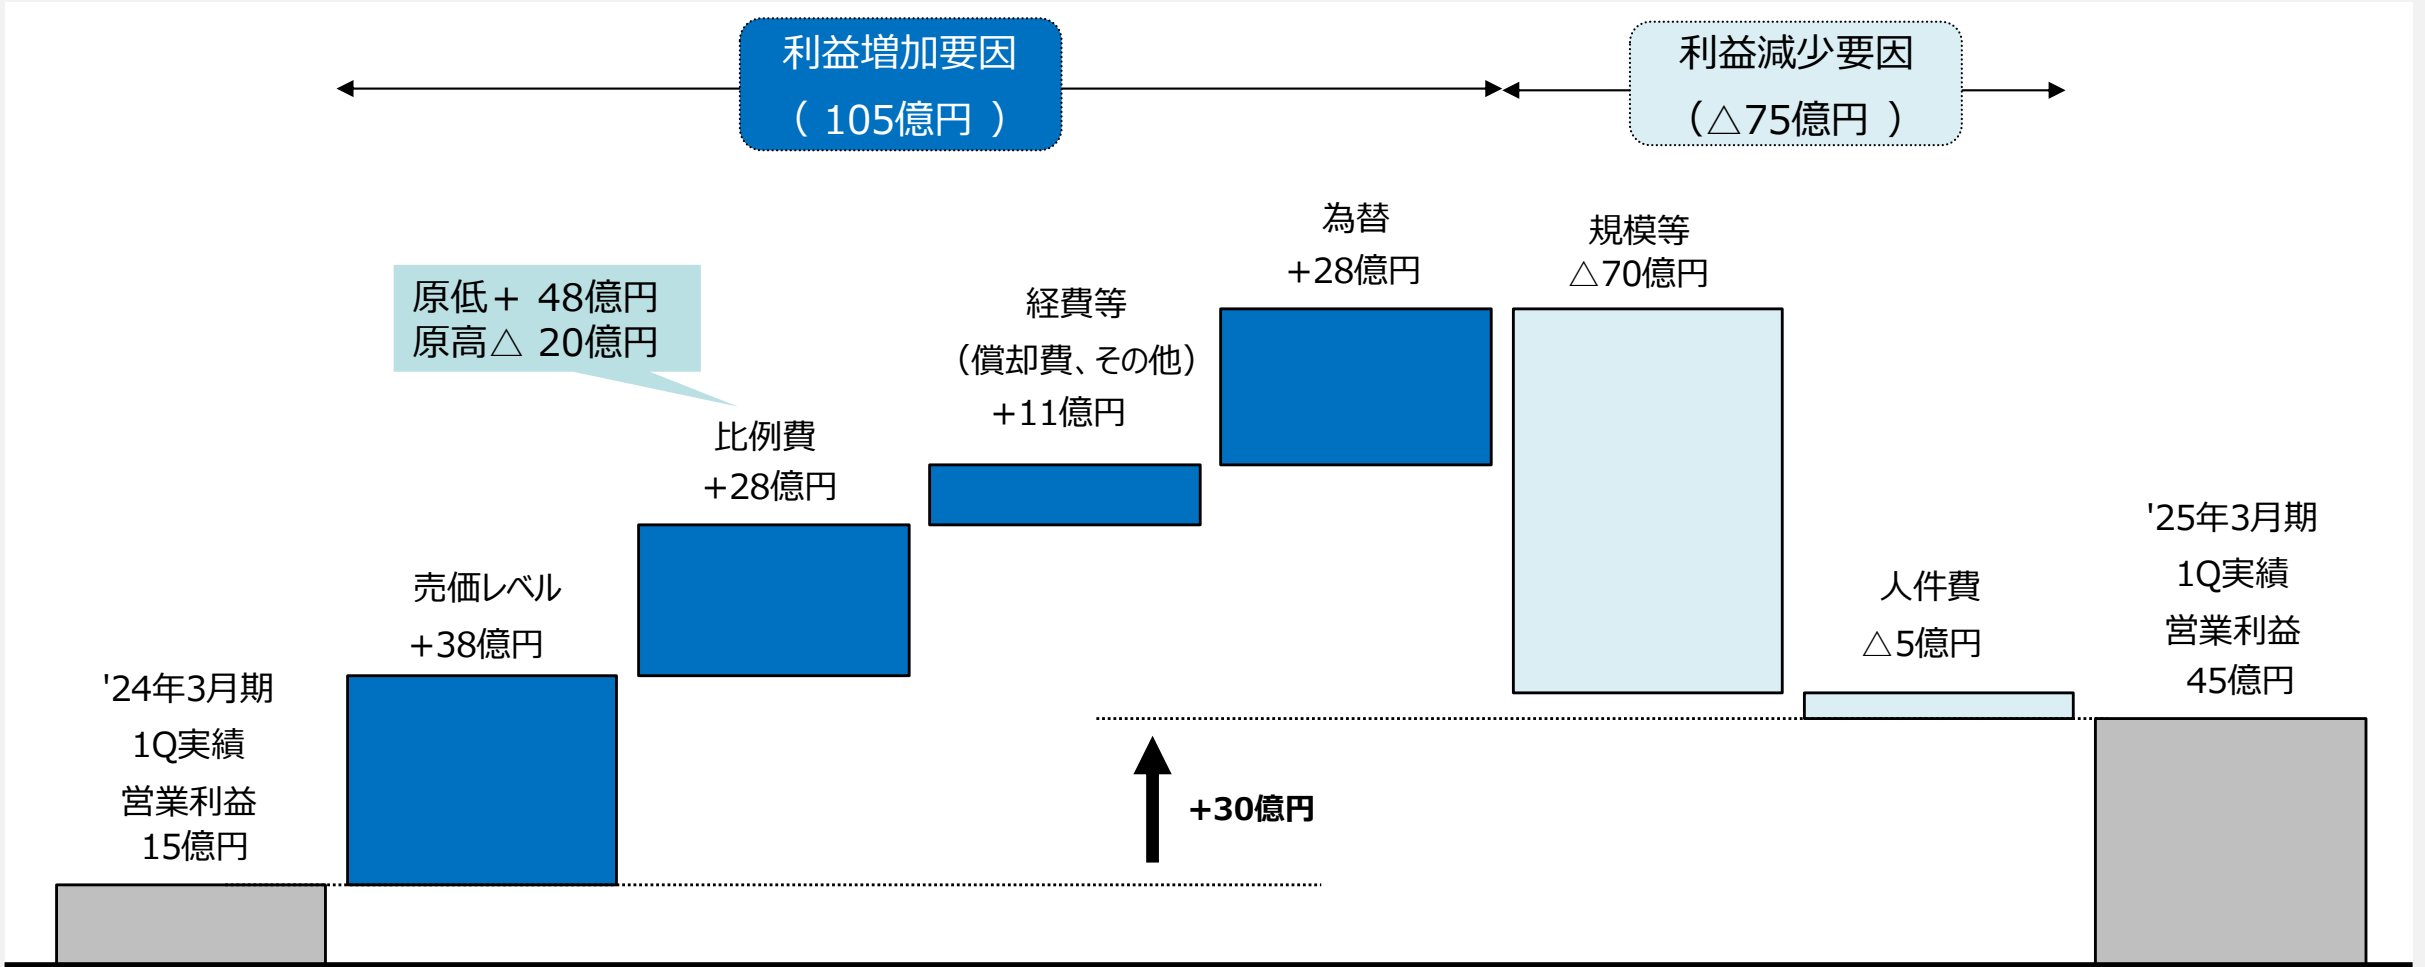 利益増加要因
（ 105億円 ）
利益減少要因
（△75億円 ）
'24年3月期
1Q実績
営業利益
15億円
売価レベル
+38億円
原低＋ 48億円
原高△ 20億円
比例費
+28億円
経費等
（償却費、その他）
+11億円
為替
+28億円
規模等
△70億円
人件費
△5億円
'25年3月期
1Q実績
営業利益
45億円
+30億円